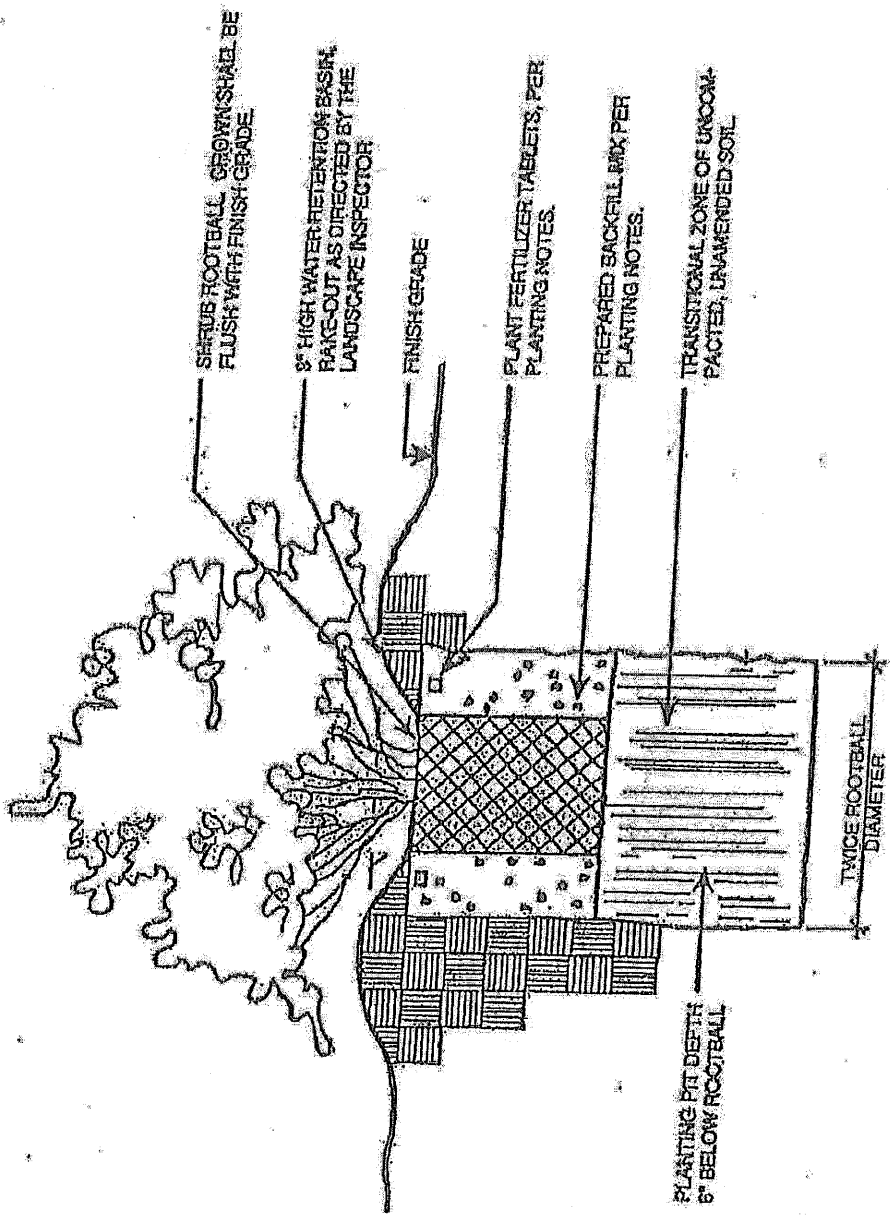 SHRUB ROOTBALL CROWN SHALL BE
FLUSH WITH FINISH GRADE.
HIGH WATER RETENTION BASIN,
RAKE-OUT AS DIRECTED BY THE
LANDSCAPE INSPECTOR
FINISH GRADE
PLANT FERTILIZER TABLETS, PER
PLANTING NOTES.
PREPARED BACKFILL MIX PER
PLANTING NOTES.
TRANSITIONAL ZONE OF UNCOM-
PACTED, UNAMENDED SOIL.
PLANTING PIT DEPTH
6" BELOW ROOTBALL
TWICE ROOTBALL
DIAMETER